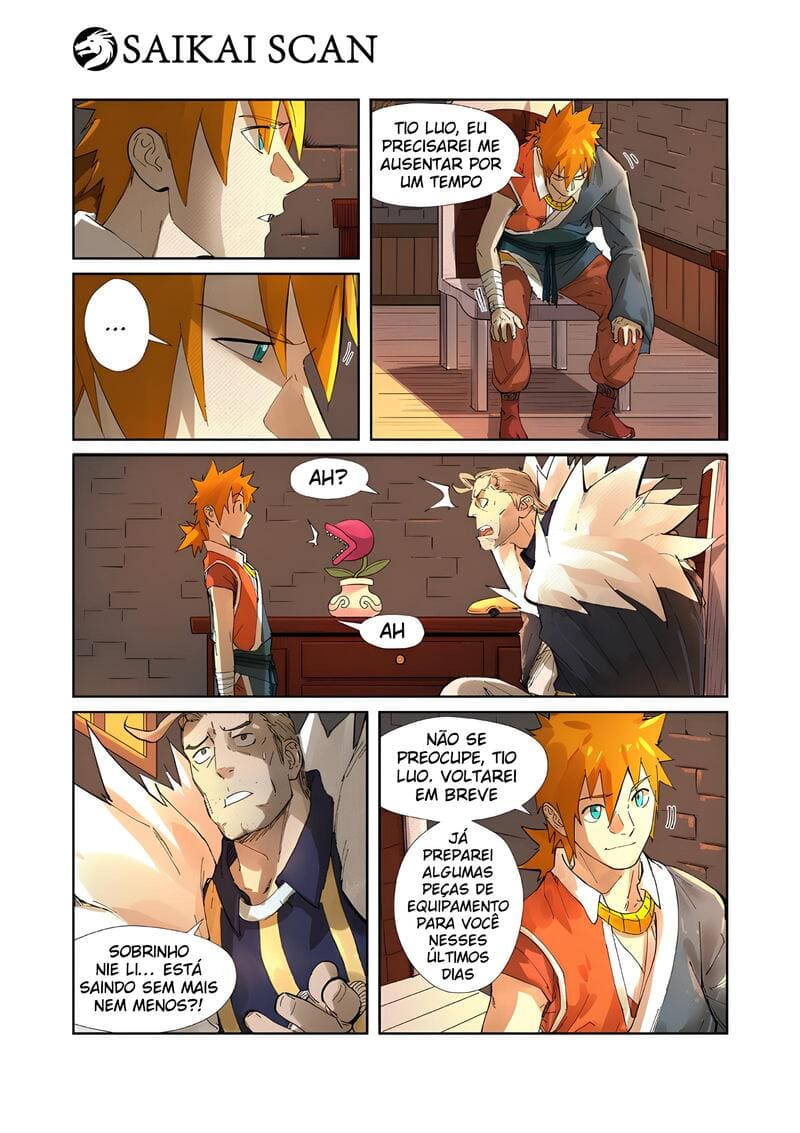 SAIKAI SCAN
TIO LUO, EU
PRECISAREI ME
AUSENTAR POR
UM TEMPO
...
AH?
AH
SOBRINHO
NIE LI... ESTÁ
SAINDO SEM MAIS
NEM MENOS?!
NÃO SE
PREOCUPE, TIO
LUO. VOLTAREI
EM BREVE
JÁ
PREPAREI
ALGUMAS
PEÇAS DE
EQUIPAMENTO
PARA VOCÊ
NESSES
ÚLTIMOS
DIAS